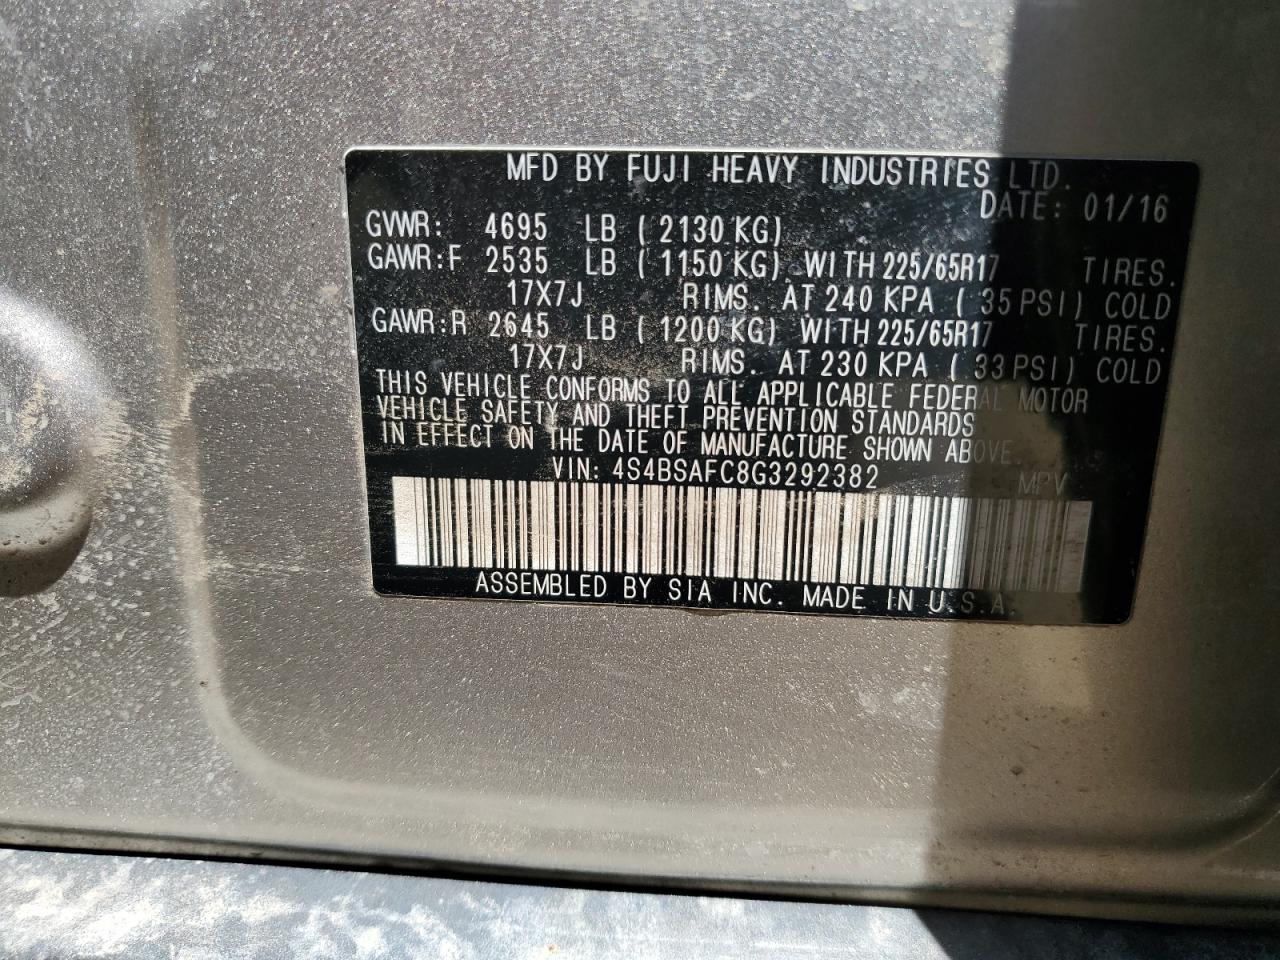 MFD BY FUJI HEAVY INDUSTRIES LTD.
DATE: 01/16
GVWR: 4695 LB ( 2130 KG)
GAWR:F 2535 LB ( 1150 KG) WITH 225/65R17 TIRES.
17X7J RIMS. AT 240 KPA ( 35 PSI) COLD
GAWR:R 2645 LB ( 1200 KG) WITH 225/65R17 TIRES.
17X7J RIMS. AT 230 KPA ( 33 PSI) COLD
THIS VEHICLE CONFORMS TO ALL APPLICABLE FEDERAL MOTOR
VEHICLE SAFETY AND THEFT PREVENTION STANDARDS
IN EFFECT ON THE DATE OF MANUFACTURE SHOWN ABOVE.
VIN: 4S4BSAFC8G3292382 MPV
ASSEMBLED BY SIA INC. MADE IN U.S.A.